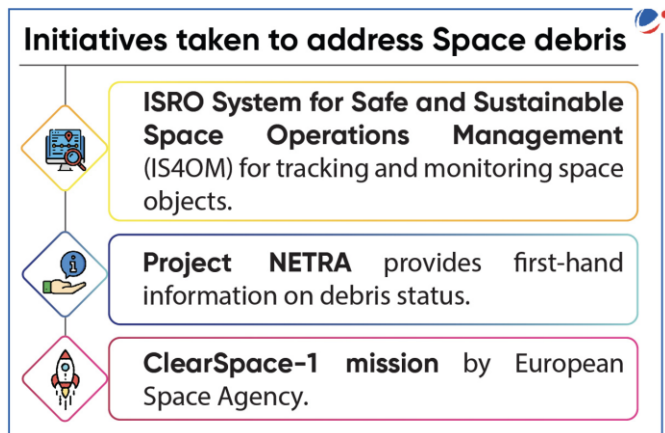 Initiatives taken to address Space debris
ISRO System for Safe and Sustainable
Space Operations Management
(IS4OM) for tracking and monitoring space
objects.
Project NETRA provides first-hand
information on debris status.
ClearSpace-1 mission by European
Space Agency.